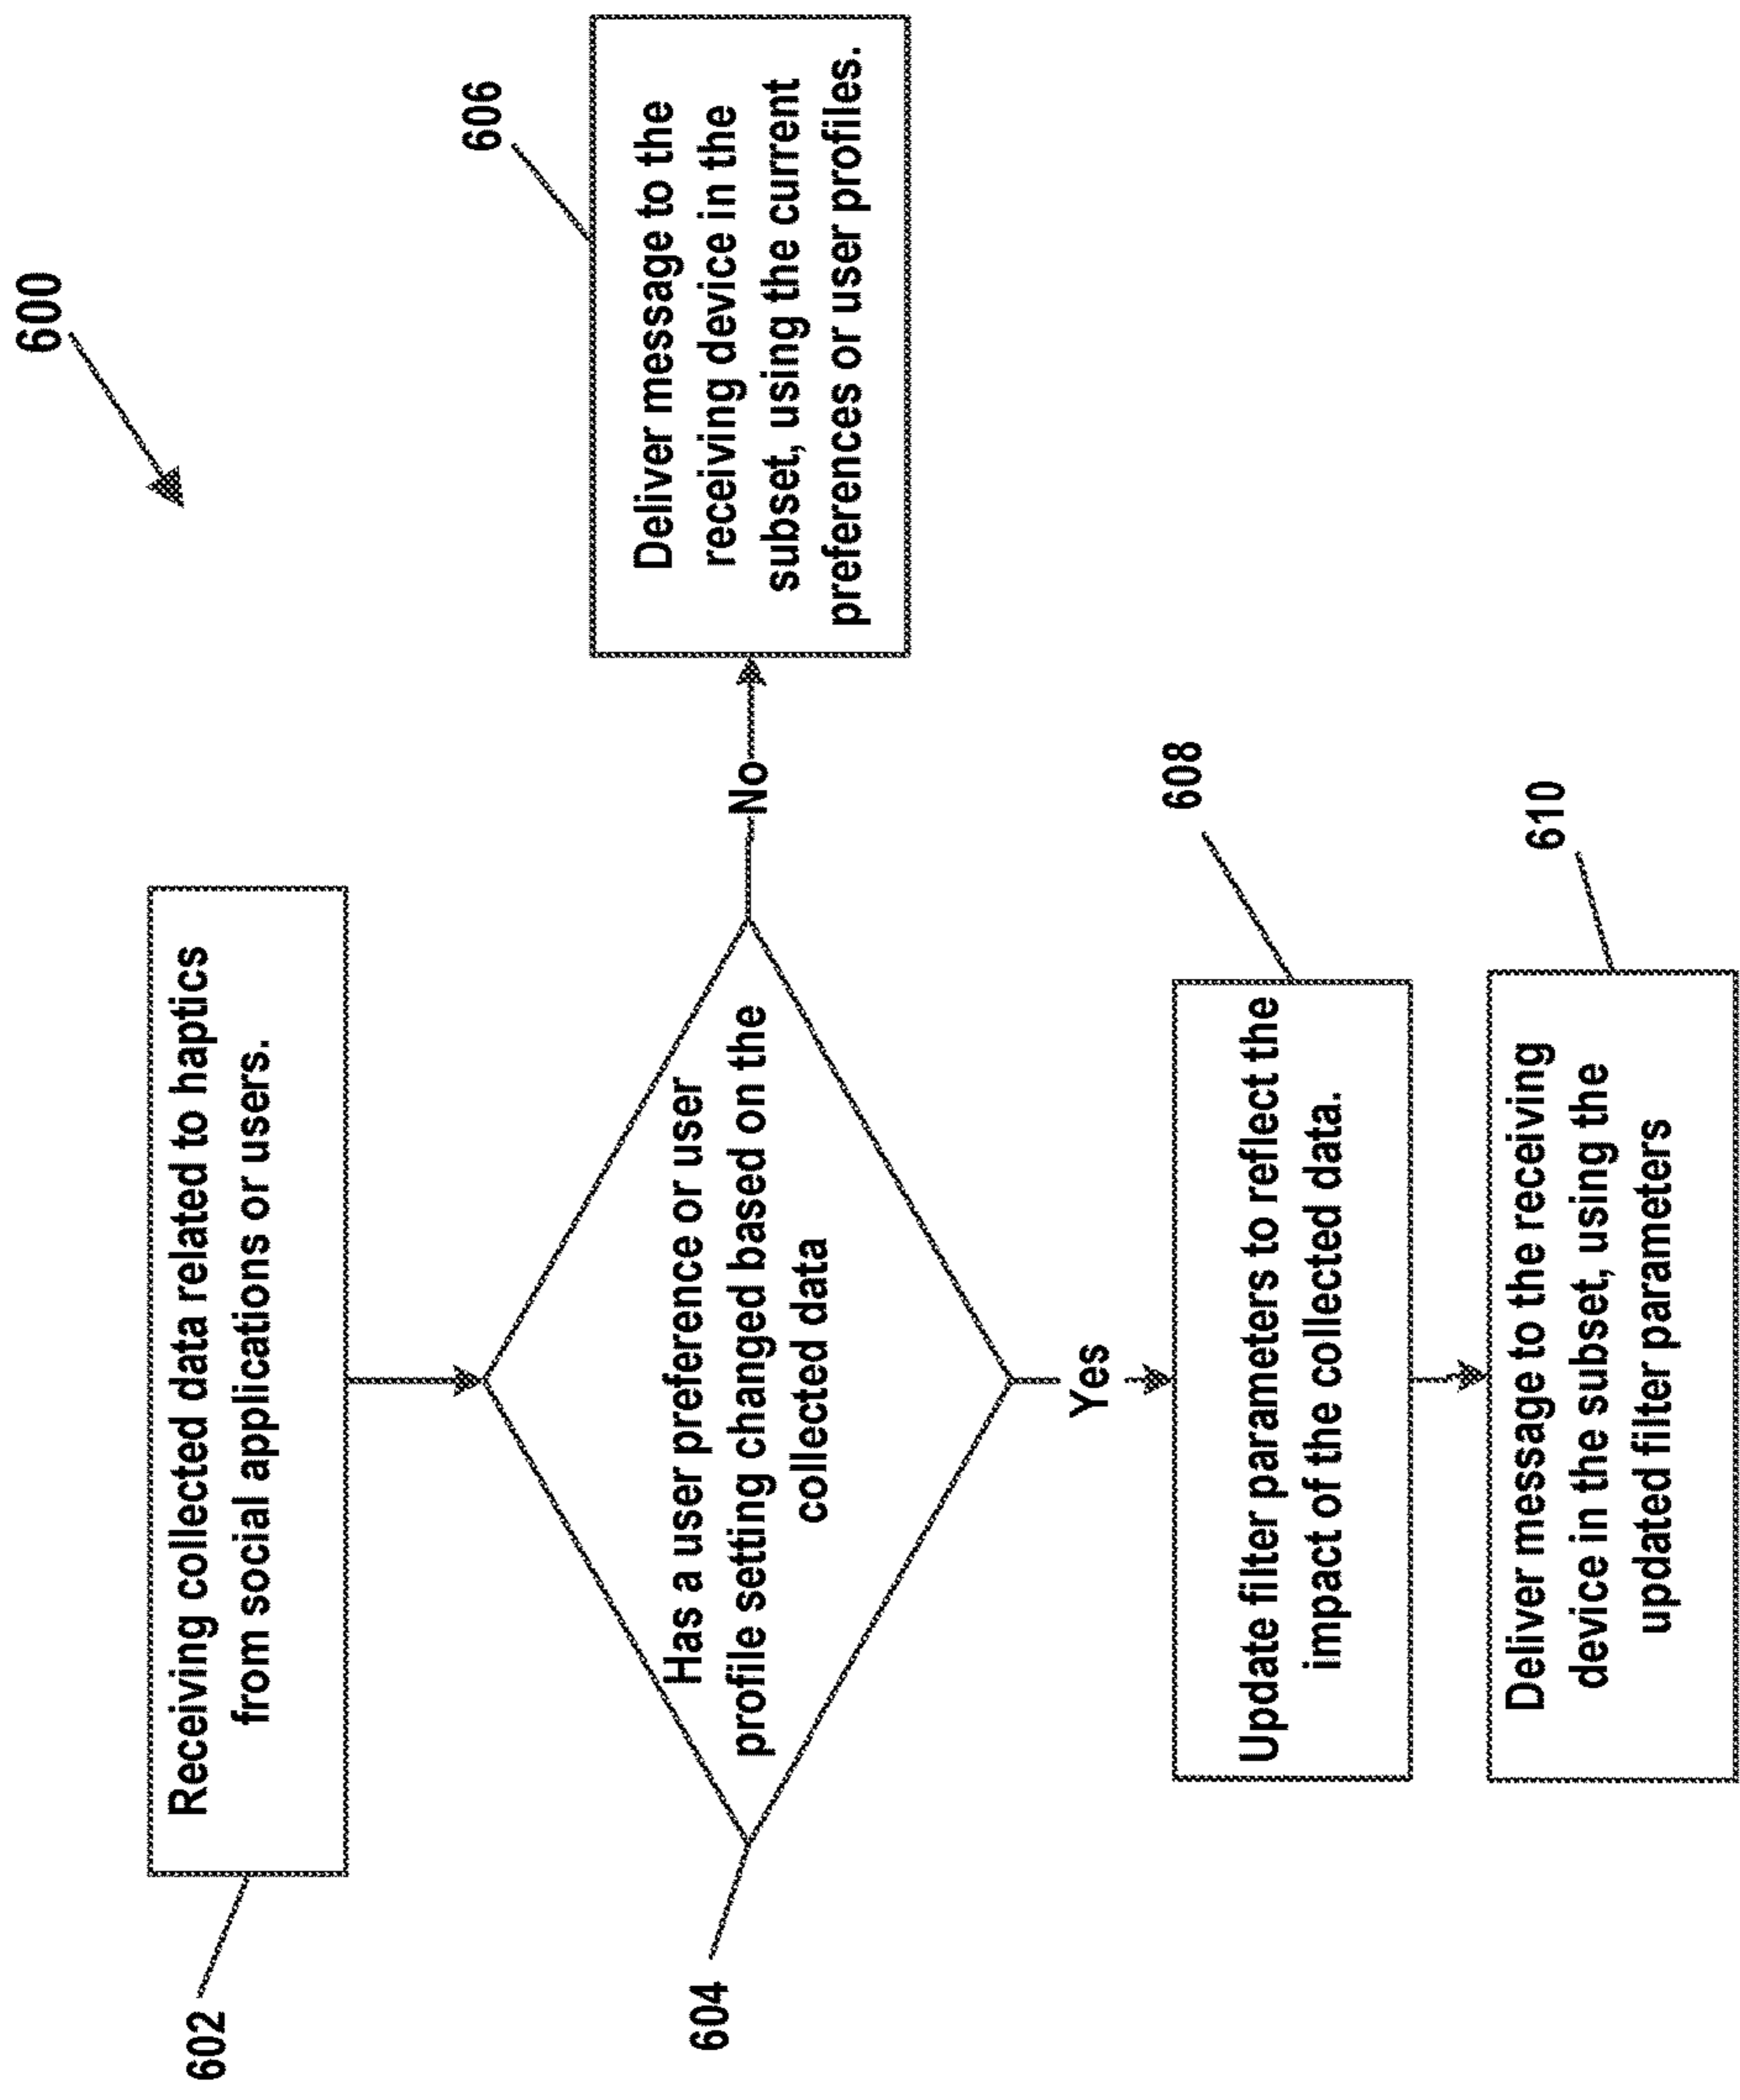 600
602
Receiving collected data related to haptics
from social applications or users.
604
Has a user preference or user
profile setting changed based on the
collected data
No
606
Deliver message to the
receiving device in the
subset, using the current
preferences or user profiles.
Yes
608
Update filter parameters to reflect the
impact of the collected data.
610
Deliver message to the receiving
device in the subset, using the
updated filter parameters